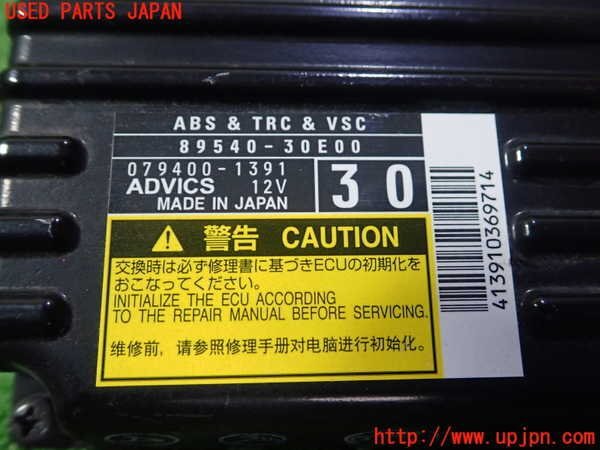 USED PARTS JAPAN
ABS & TRC & VSC
89540-30E00
079400-1391
ADVICS 12V
MADE IN JAPAN
30
413910369714
警告 CAUTION
交換時は必ず修理書に基づきECUの初期化を
おこなってください。
INITIALIZE THE ECU ACCORDING
TO THE REPAIR MANUAL BEFORE SERVICING.
维修前，请参照修理手册对电脑进行初始化。
http://www.upjpn.com/